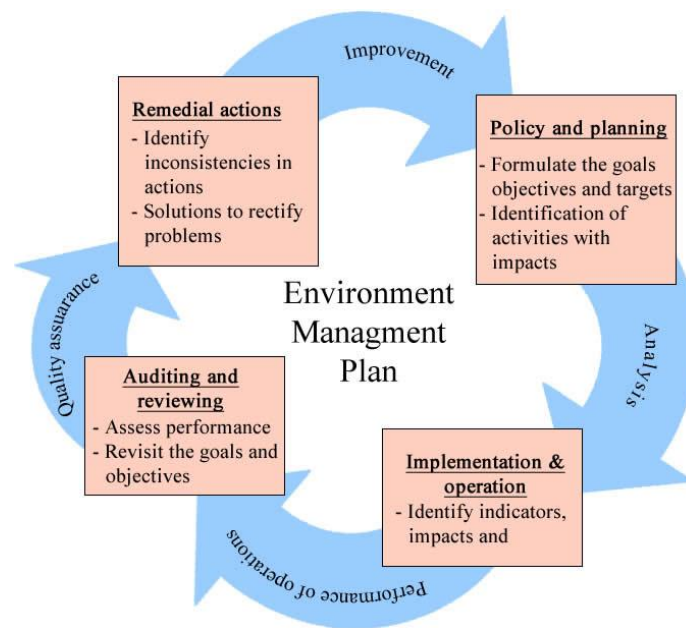 Improvement
Remedial actions
- Identify
inconsistencies in
actions
- Solutions to rectify
problems
Policy and planning
- Formulate the goals
objectives and targets
- Identification of
activities with
impacts
Environment
Managment
Plan
Quality assuarance
Analysis
Auditing and
reviewing
- Assess performance
- Revisit the goals and
objectives
Implementation &
operation
- Identify indicators,
impacts and
Performance of operations